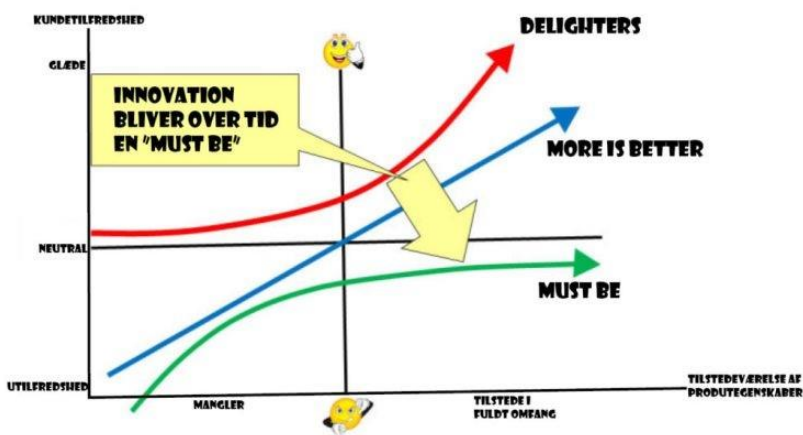 KUNDETILFREDSHED
GLÆDE
DELIGHTERS
INNOVATION
BLIVER OVER TID
EN "MUST BE"
MORE IS BETTER
NEUTRAL
MUST BE
UTILFREDSHED
MANGLER
TILSTEDE I
FULDT OMFANG
TILSTEDEVÆRELSE AF
PRODUKTEGENSKABER